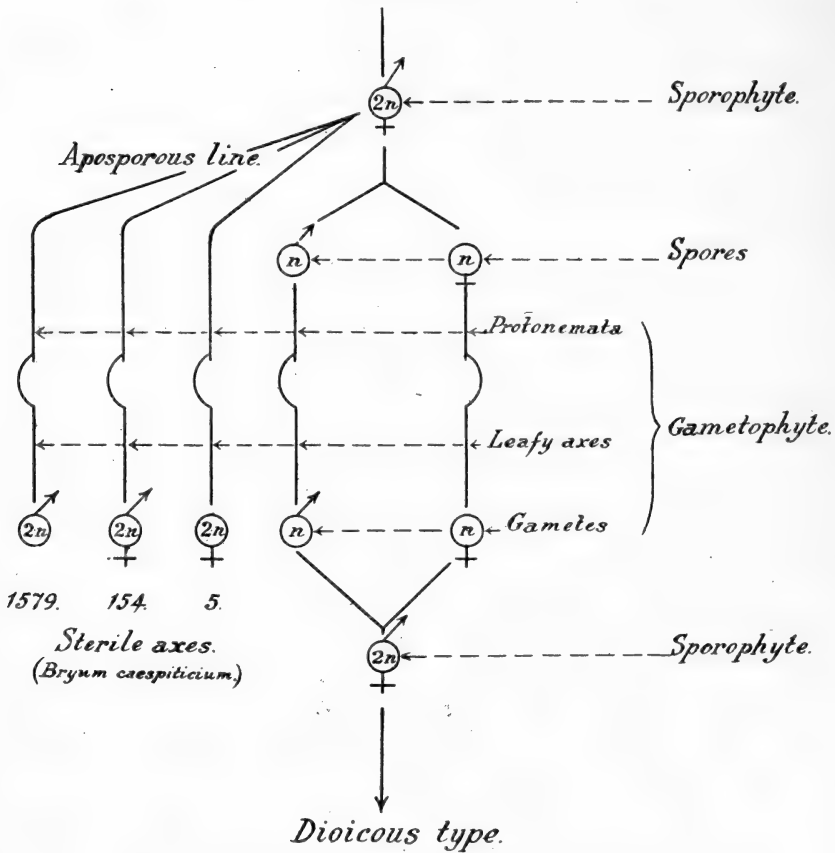 2n
Sporophyte.
Aposporous line.
n n
Spores
Protonemata
Gametophyte.
Leafy axes
2n 2n 2n n n
Gametes
1579. 154. 5.
Sterile axes.
(Bryum caespiticium.)
2n
Sporophyte.
Dioicous type.